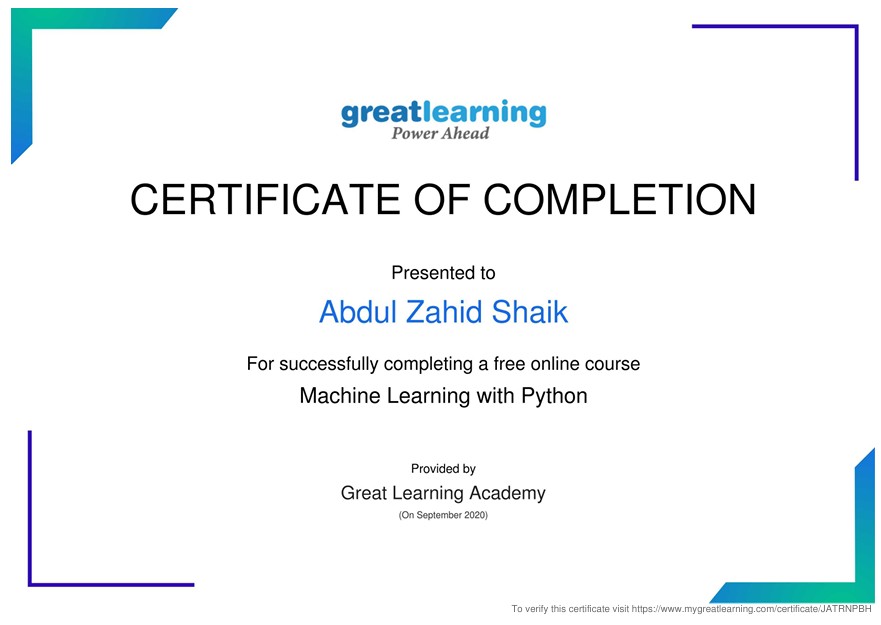 greatlearning
Power Ahead
CERTIFICATE OF COMPLETION
Presented to
Abdul Zahid Shaik
For successfully completing a free online course
Machine Learning with Python
Provided by
Great Learning Academy
(On September 2020)
To verify this certificate visit https://www.mygreatlearning.com/certificate/JATRNPBH